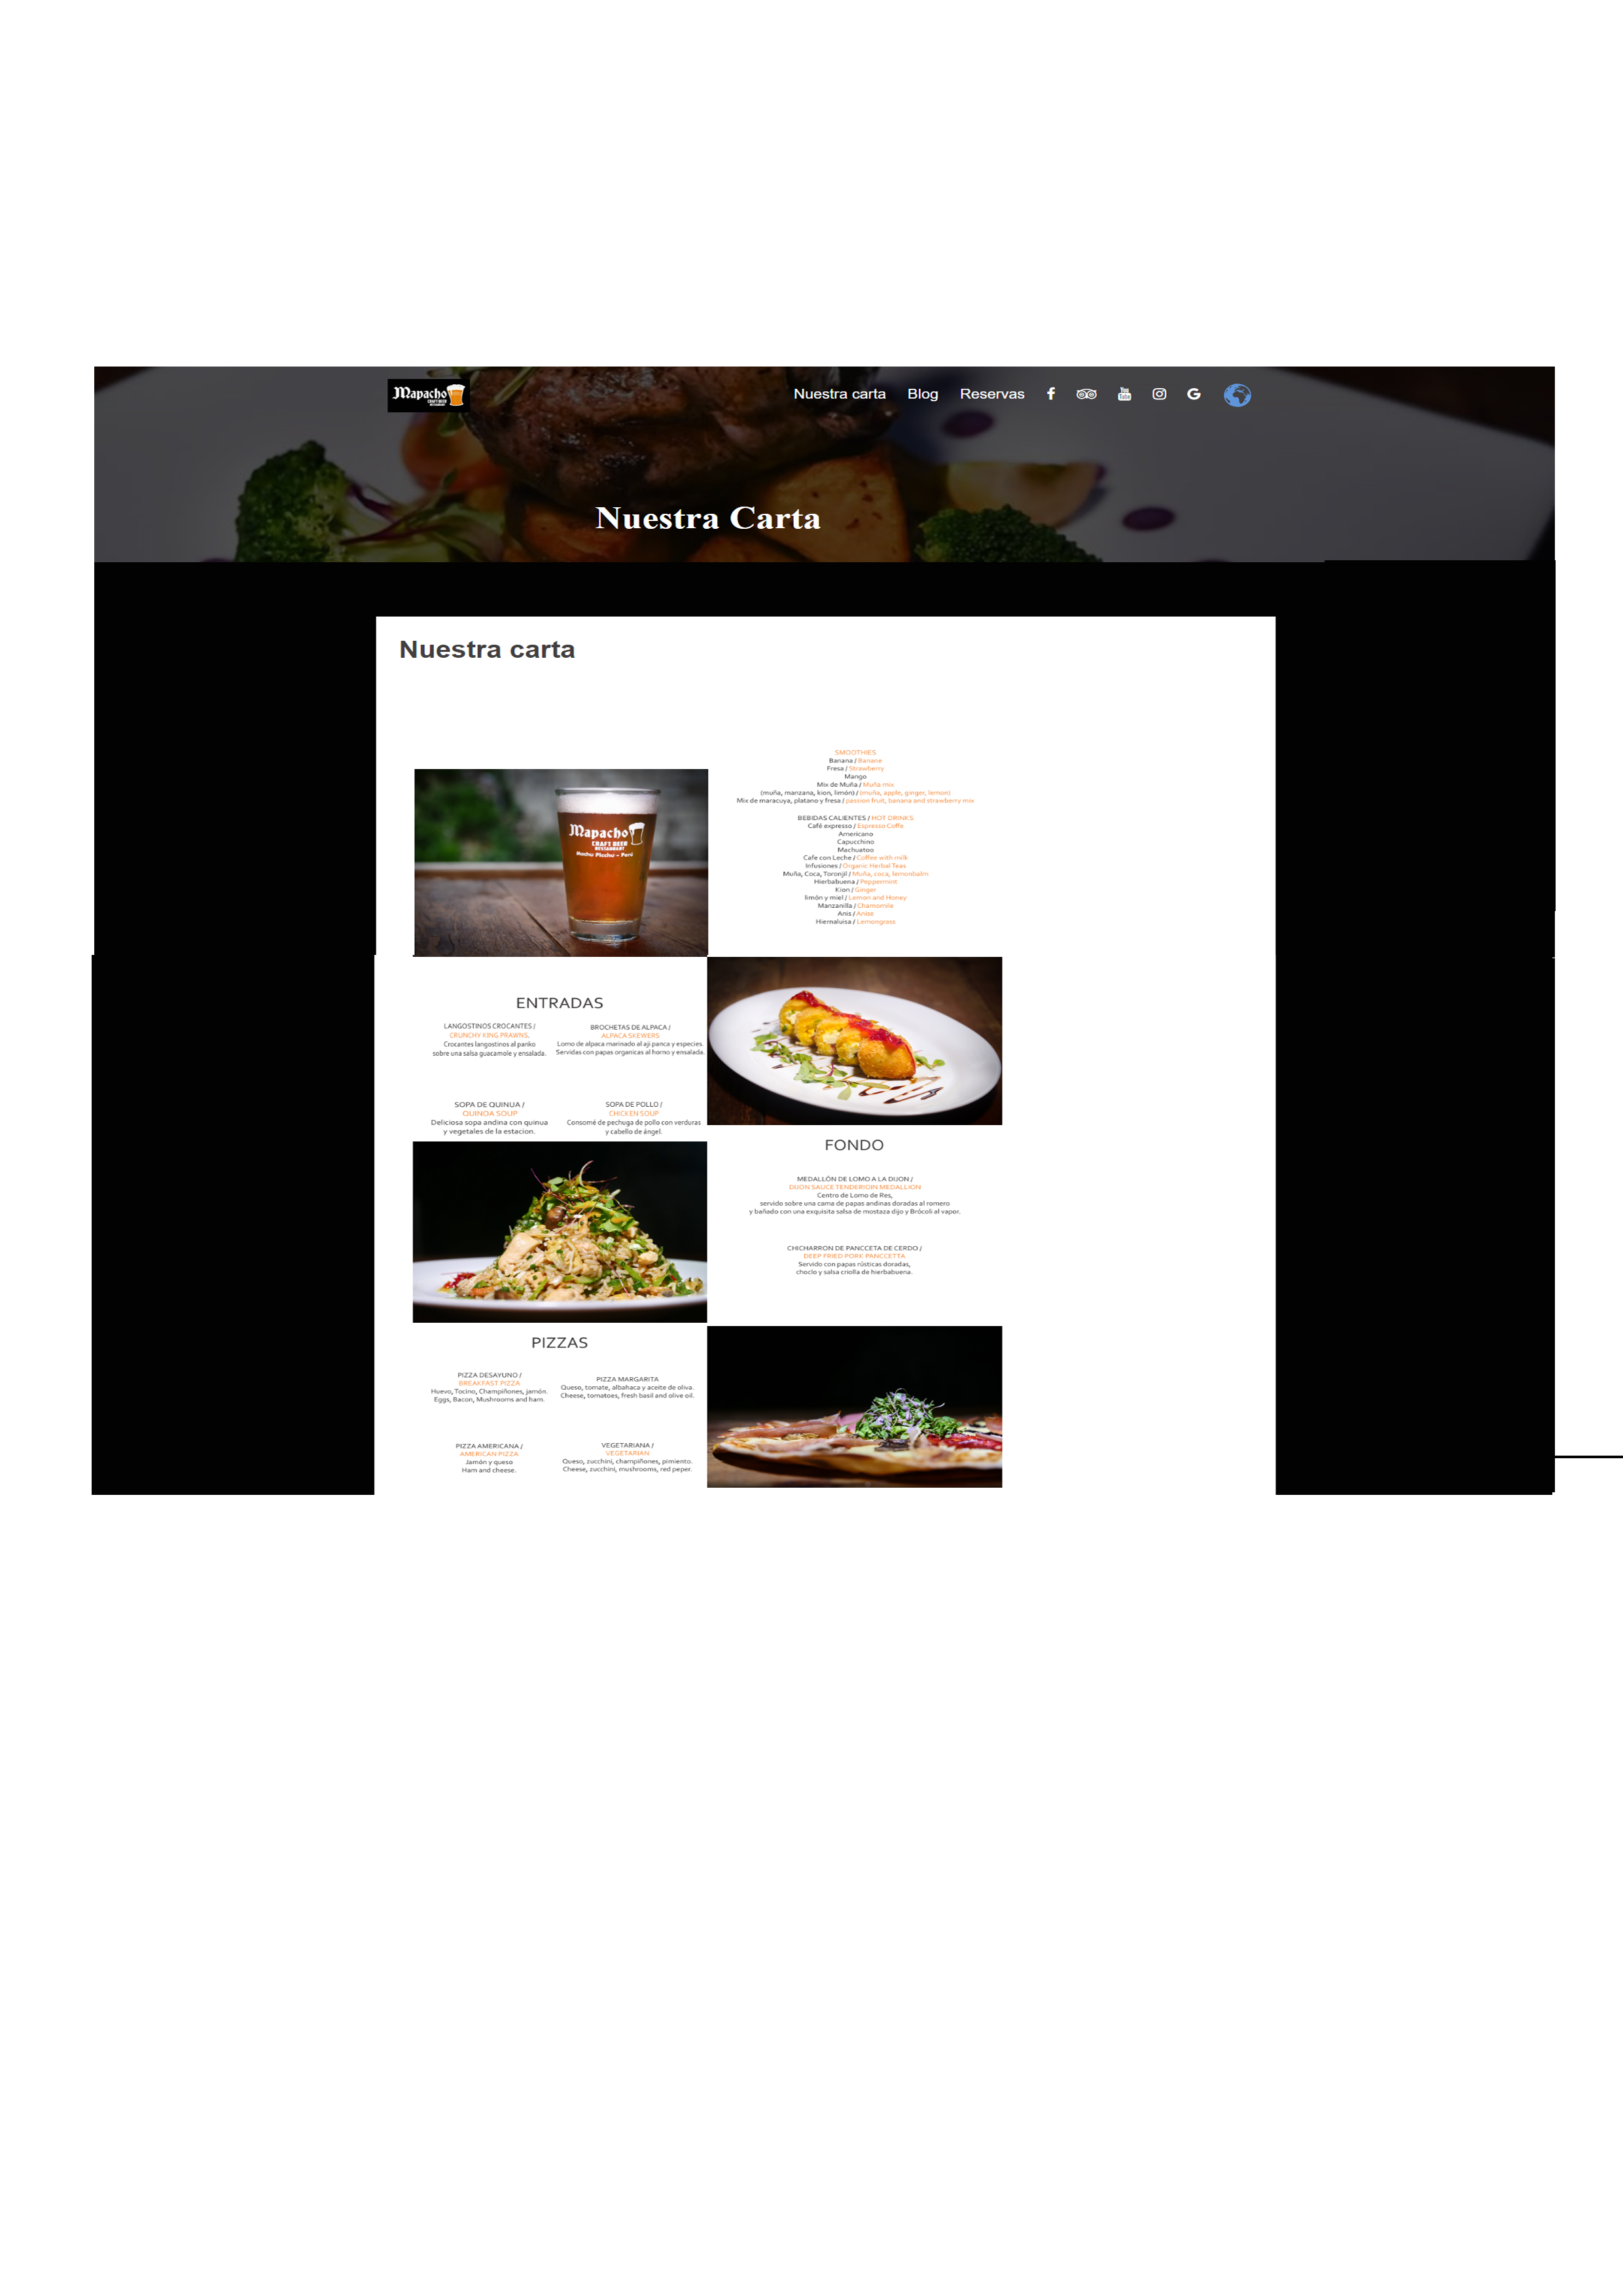 Mapacho
CRAFT BEER
RESTAURANT
Nuestra carta Blog Reservas
Nuestra Carta
Nuestra carta
SMOOTHIES
Banana / Banane
Fresa / Strawberry
Mango
Mix de Muña / Muña mix
(muña, manzana, kion, limón) / (muña, apple, ginger, lemon)
Mix de maracuya, platano y fresa / passion fruit, banana and strawberry mix
BEBIDAS CALIENTES / HOT DRINKS
Café expresso / Espresso Coffe
Americano
Capucchino
Machuatoo
Cafe con Leche / Coffee with milk
Infusiones / Organic Herbal Teas
Muña, Coca, Toronjil / Muña, coca, lemonbalm
Hierbabuena / Peppermint
Kion / Ginger
limón y miel / Lemon and Honey
Manzanilla / Chamomile
Anis / Anise
Hiernaluisa / Lemongrass
Mapacho
CRAFT BEER
RESTAURANT
Machu Picchu - Perú
ENTRADAS
LANGOSTINOS CROCANTES /
CRUNCHY KING PRAWNS.
Crocantes langostinos al panko
sobre una salsa guacamole y ensalada.
BROCHETAS DE ALPACA /
ALPACA SKEWERS
Lomo de alpaca marinado al aji panca y especies.
Servidas con papas organicas al horno y ensalada.
SOPA DE QUINUA /
QUINOA SOUP
Deliciosa sopa andina con quinua
y vegetales de la estacion.
SOPA DE POLLO /
CHICKEN SOUP
Consomé de pechuga de pollo con verduras
y cabello de ángel.
FONDO
MEDALLÓN DE LOMO A LA DIJON /
DIJON SAUCE TENDERIOIN MEDALLION
Centro de Lomo de Res,
servido sobre una cama de papas andinas doradas al romero
y bañado con una exquisita salsa de mostaza dijo y Brócoli al vapor.
CHICHARRON DE PANCCETA DE CERDO /
DEEP FRIED PORK PANCCETTA
Servido con papas rústicas doradas,
choclo y salsa criolla de hierbabuena.
PIZZAS
PIZZA DESAYUNO /
BREAKFAST PIZZA
Huevo, Tocino, Champiñones, jamón.
Eggs, Bacon, Mushrooms and ham.
PIZZA MARGARITA
Queso, tomate, albahaca y aceite de oliva.
Cheese, tomatoes, fresh basil and olive oil.
PIZZA AMERICANA /
AMERICAN PIZZA
Jamón y queso
Ham and cheese.
VEGETARIANA /
VEGETARIAN
Queso, zucchini, champiñones, pimiento.
Cheese, zucchini, mushrooms, red peper.